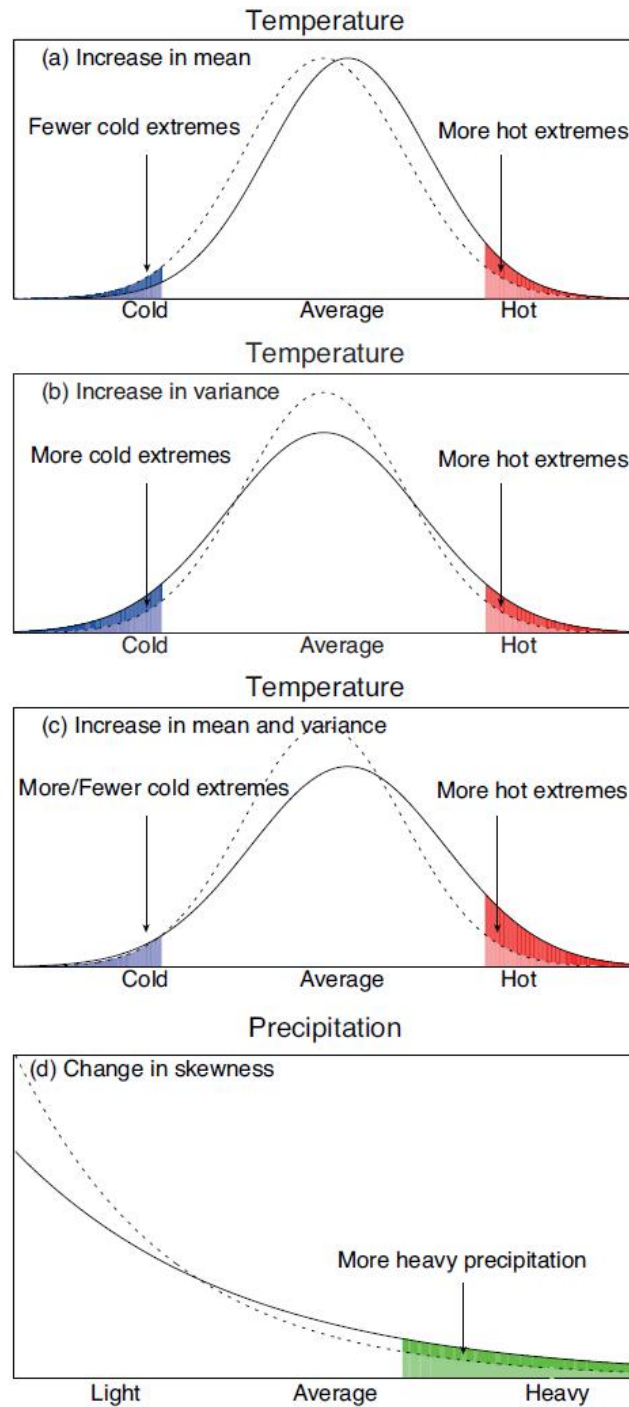 Temperature
(a) Increase in mean
Fewer cold extremes
More hot extremes
Cold Average Hot
Temperature
(b) Increase in variance
More cold extremes
More hot extremes
Cold Average Hot
Temperature
(c) Increase in mean and variance
More/Fewer cold extremes
More hot extremes
Cold Average Hot
Precipitation
(d) Change in skewness
More heavy precipitation
Light Average Heavy